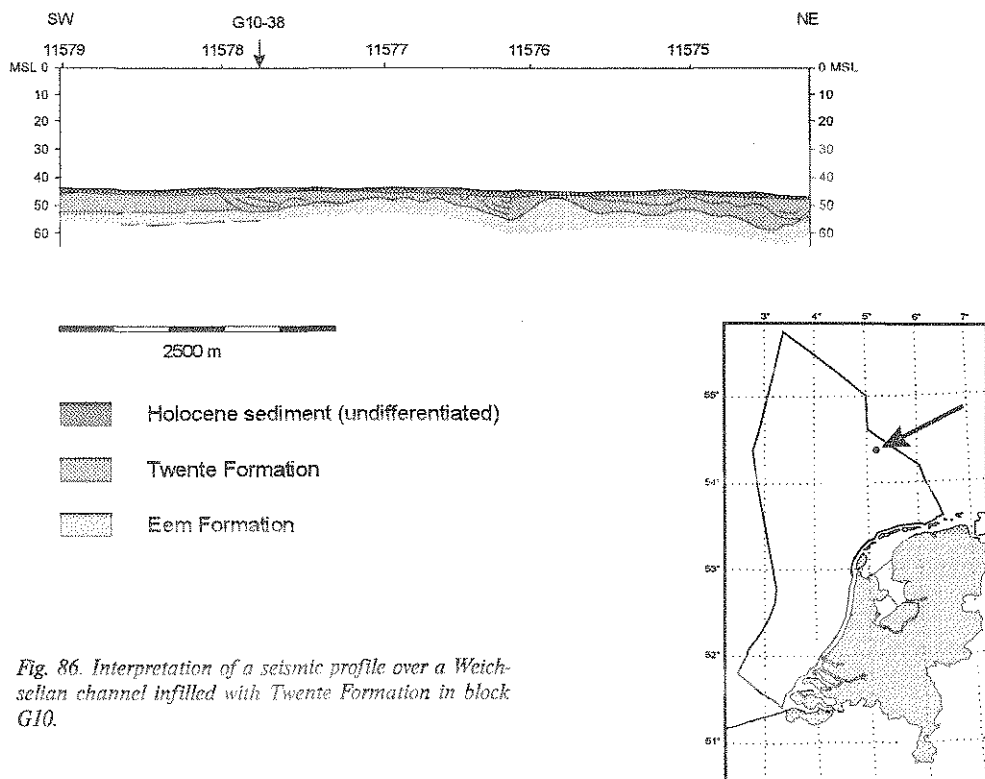 SW G10-38 NE
11579 11578 11577 11576 11575
MSL 0 0 MSL
10 10
20 20
30 30
40 40
50 50
60 60
2500 m
Holocene sediment (undifferentiated)
Twente Formation
Eem Formation
3° 4° 5° 6° 7°
55°
54°
53°
52°
51°
Fig. 86. Interpretation of a seismic profile over a Weich-
selian channel infilled with Twente Formation in block
G10.